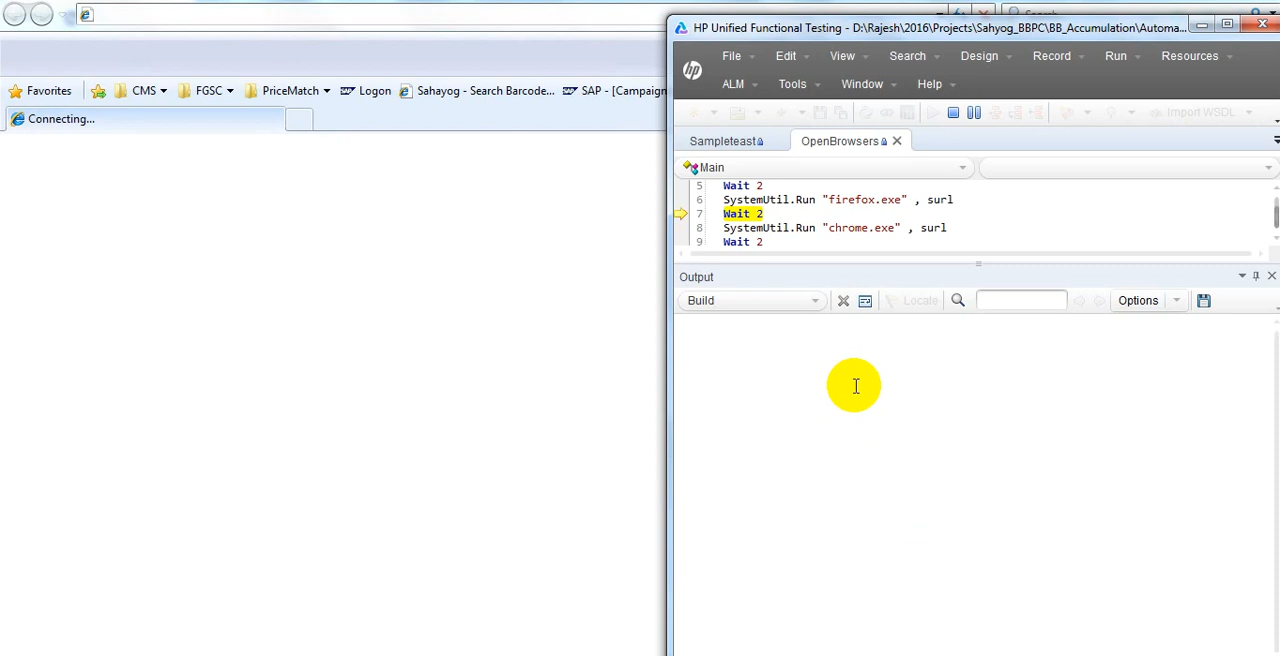 Search
HP Unified Functional Testing - D:\Rajesh\2016\Projects\Sahyog_BBPC\BB_Accumulation\Automa...
hp
File Edit View Search Design Record Run Resources
ALM Tools Window Help
Favorites CMS FGSC PriceMatch Logon Sahayog - Search Barcode... SAP - [Campaign
Import WSDL
Connecting...
Sampleteast OpenBrowsers
Main
5 Wait 2
6 SystemUtil.Run "firefox.exe" , surl
7 Wait 2
8 SystemUtil.Run "chrome.exe" , surl
9 Wait 2
Output
Build Locate Options